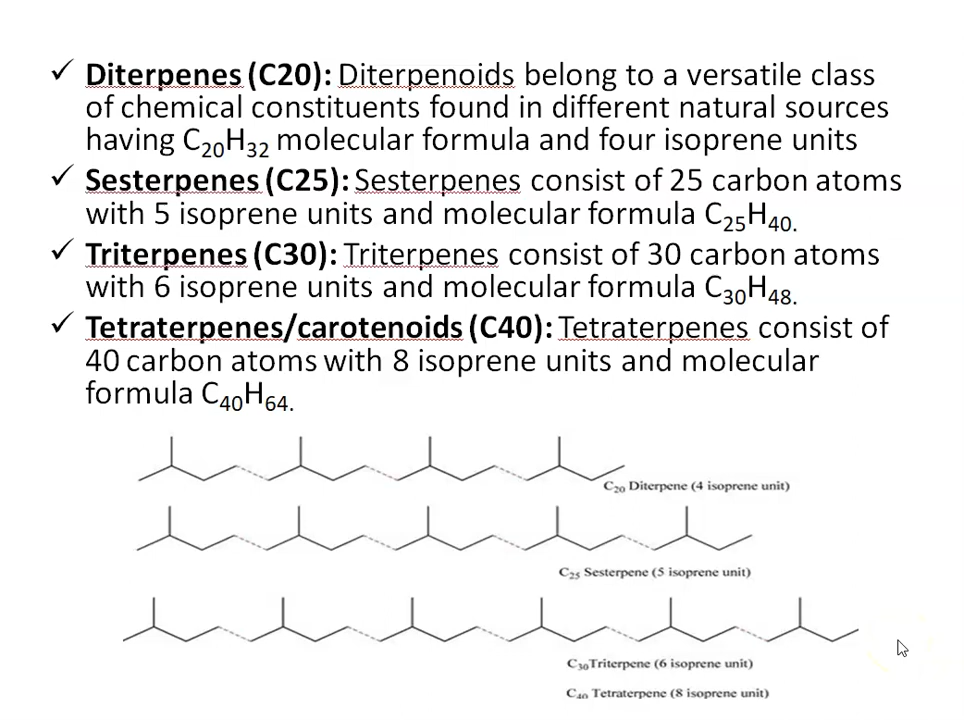 ✓ Diterpenes (C20): Diterpenoids belong to a versatile class
of chemical constituents found in different natural sources
having C₂₀H₃₂ molecular formula and four isoprene units
✓ Sesterpenes (C25): Sesterpenes consist of 25 carbon atoms
with 5 isoprene units and molecular formula C₂₅H₄₀.
✓ Triterpenes (C30): Triterpenes consist of 30 carbon atoms
with 6 isoprene units and molecular formula C₃₀H₄₈.
✓ Tetraterpenes/carotenoids (C40): Tetraterpenes consist of
40 carbon atoms with 8 isoprene units and molecular
formula C₄₀H₆₄.
C₂₀ Diterpene (4 isoprene unit)
C₂₅ Sesterpene (5 isoprene unit)
C₃₀Triterpene (6 isoprene unit)
C₄₀ Tetraterpene (8 isoprene unit)